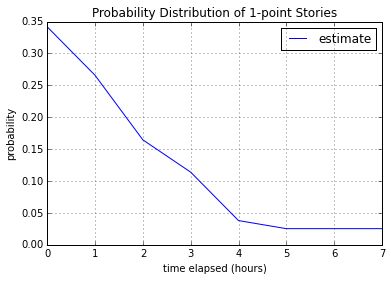 Probability Distribution of 1-point Stories
0.35
0.30
0.25
0.20
0.15
0.10
0.05
0.00
probability
estimate
0 1 2 3 4 5 6 7
time elapsed (hours)